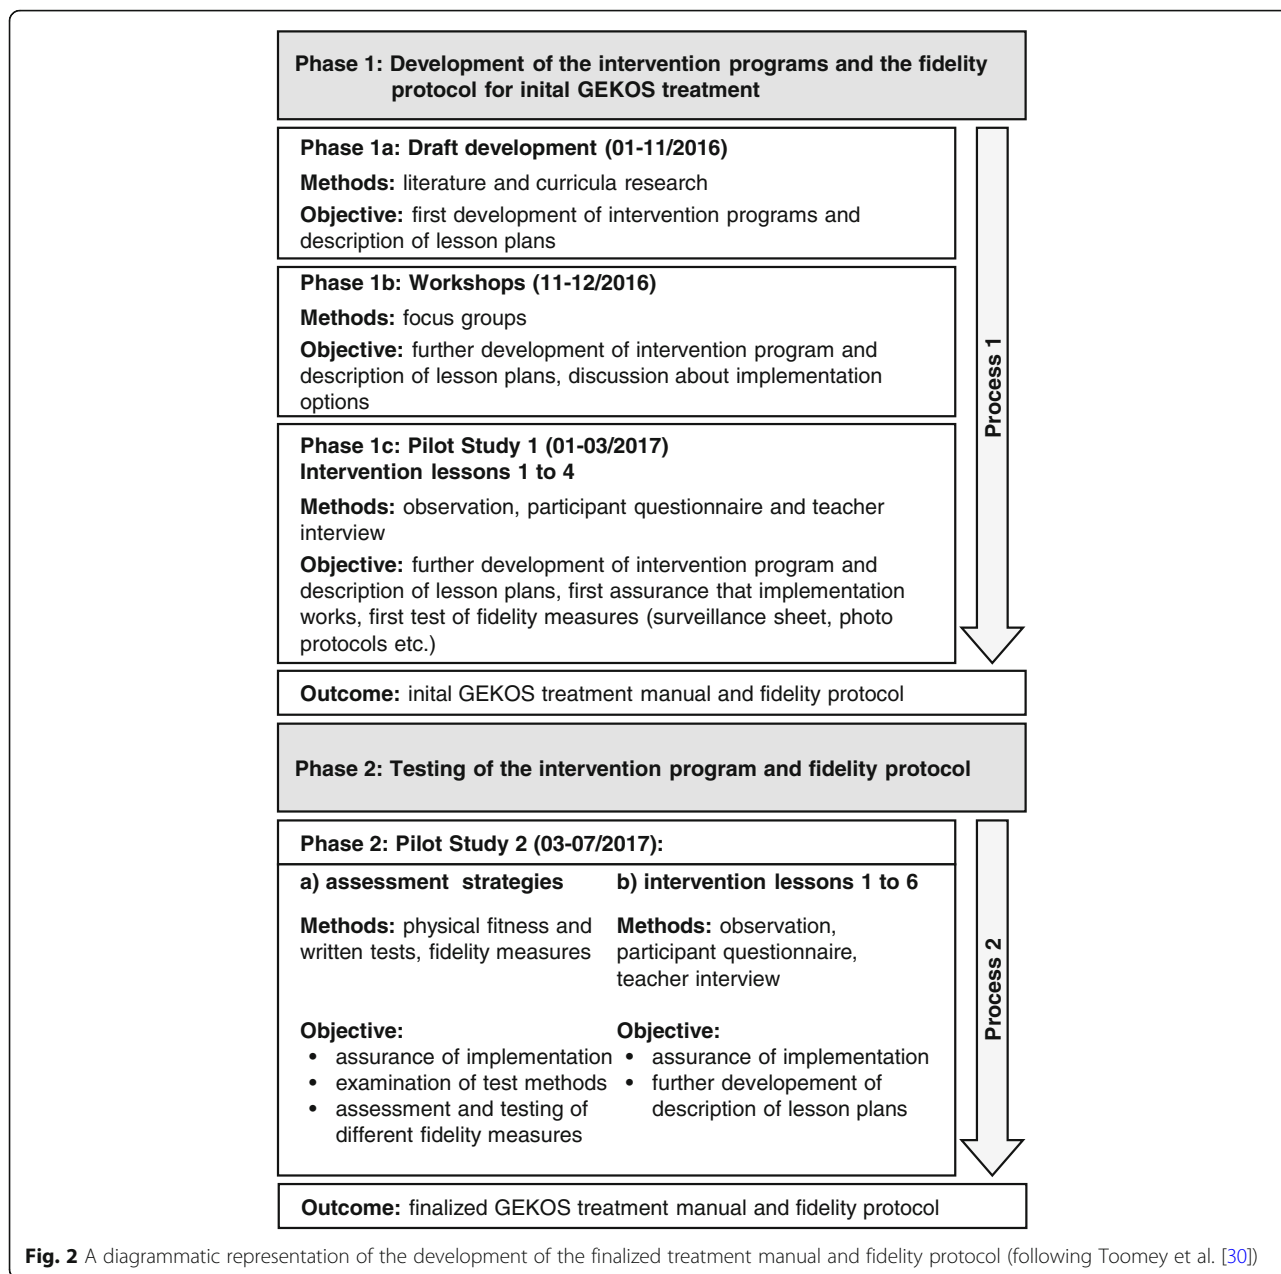 Phase 1: Development of the intervention programs and the fidelity
protocol for inital GEKOS treatment
Phase 1a: Draft development (01-11/2016)
Methods: literature and curricula research
Objective: first development of intervention programs and
description of lesson plans
Phase 1b: Workshops (11-12/2016)
Methods: focus groups
Objective: further development of intervention program and
description of lesson plans, discussion about implementation
options
Phase 1c: Pilot Study 1 (01-03/2017)
Intervention lessons 1 to 4
Methods: observation, participant questionnaire and teacher
interview
Objective: further development of intervention program and
description of lesson plans, first assurance that implementation
works, first test of fidelity measures (surveillance sheet, photo
protocols etc.)
Process 1
Outcome: inital GEKOS treatment manual and fidelity protocol
Phase 2: Testing of the intervention program and fidelity protocol
Phase 2: Pilot Study 2 (03-07/2017):
a) assessment strategies
Methods: physical fitness and
written tests, fidelity measures
Objective:
• assurance of implementation
• examination of test methods
• assessment and testing of
different fidelity measures
b) intervention lessons 1 to 6
Methods: observation,
participant questionnaire,
teacher interview
Objective:
• assurance of implementation
• further developement of
description of lesson plans
Process 2
Outcome: finalized GEKOS treatment manual and fidelity protocol
Fig. 2 A diagrammatic representation of the development of the finalized treatment manual and fidelity protocol (following Toomey et al. [30])